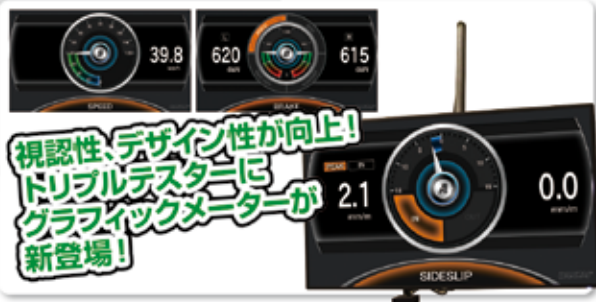 39.8
SPEED
620
615
BRAKE
視認性、デザイン性が向上!
トリプルテスターに
グラフィックメーターが
新登場!
2.1
mm/m
0.0
mm/m
SIDESLIP